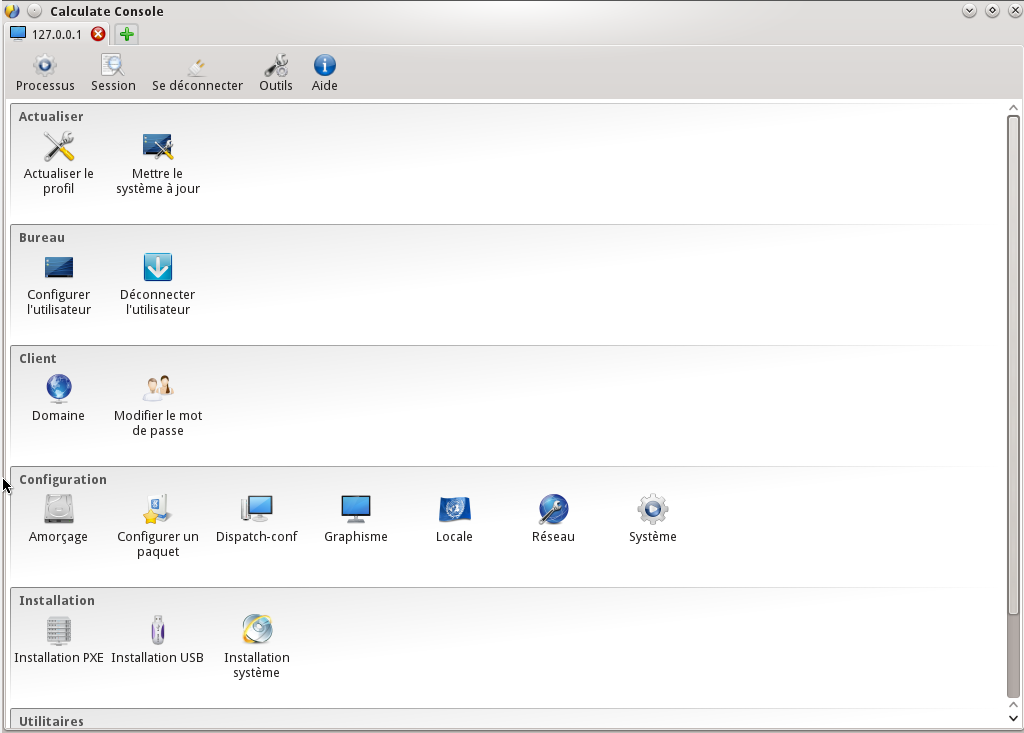 Calculate Console
127.0.0.1
Processus Session Se déconnecter Outils Aide
Actualiser
Actualiser le Mettre le
profil système à jour
Bureau
Configurer Déconnecter
l'utilisateur l'utilisateur
Client
Domaine Modifier le mot
de passe
Configuration
Amorçage Configurer un Dispatch-conf Graphisme Locale Réseau Système
paquet
Installation
Installation PXE Installation USB Installation
système
Utilitaires